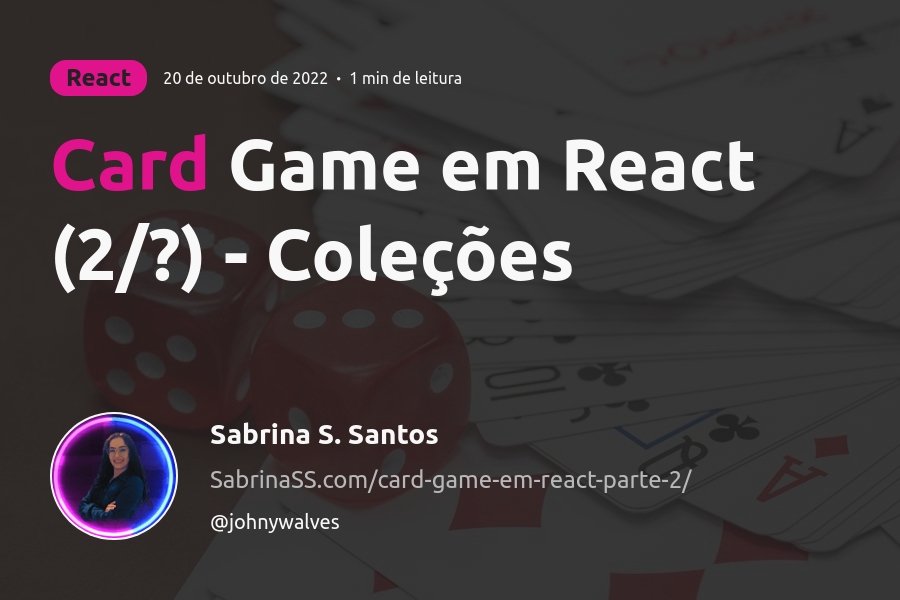 React 20 de outubro de 2022 • 1 min de leitura
Card Game em React
(2/?) - Coleções
10
Sabrina S. Santos
SabrinaSS.com/card-game-em-react-parte-2/
@johnywalves
A
A